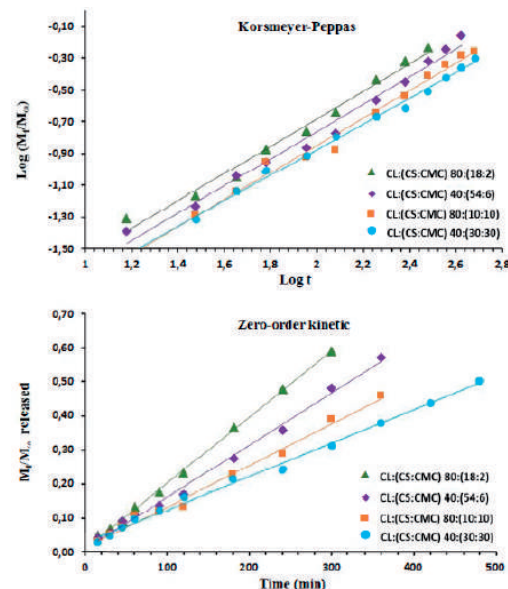 Korsmeyer-Peppas
-0,10
-0,30
-0,50
-0,70
-0,90
-1,10
-1,30
-1,50
Log (Mt/M∞)
CL:(CS:CMC) 80:(18:2)
CL:(CS:CMC) 40:(54:6)
CL:(CS:CMC) 80:(10:10)
CL:(CS:CMC) 40:(30:30)
1 1,2 1,4 1,6 1,8 2 2,2 2,4 2,6 2,8
Log t
Zero-order kinetic
0,70
0,60
0,50
0,40
0,30
0,20
0,10
0,00
Mt/M∞ released
CL:(CS:CMC) 80:(18:2)
CL:(CS:CMC) 40:(54:6)
CL:(CS:CMC) 80:(10:10)
CL:(CS:CMC) 40:(30:30)
0 100 200 300 400 500
Time (min)